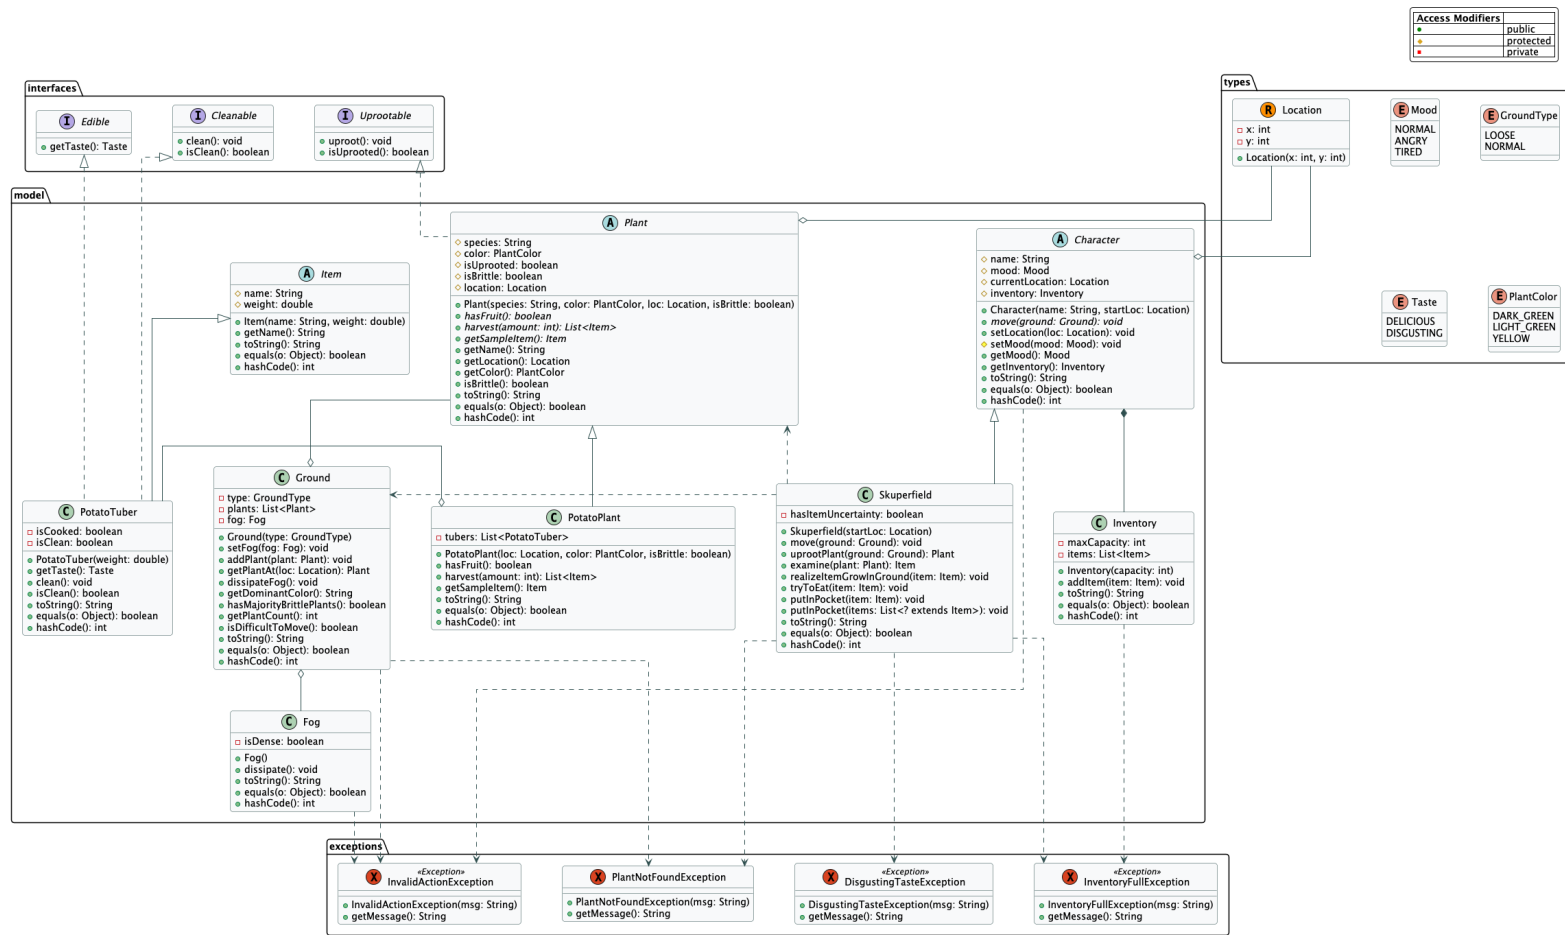 Access Modifiers
public
protected
private
interfaces
I Edible
getTaste(): Taste
I Cleanable
clean(): void
isClean(): boolean
I Uprootable
uproot(): void
isUprooted(): boolean
types
R Location
x: int
y: int
Location(x: int, y: int)
E Mood
NORMAL
ANGRY
TIRED
E GroundType
LOOSE
NORMAL
E Taste
DELICIOUS
DISGUSTING
E PlantColor
DARK_GREEN
LIGHT_GREEN
YELLOW
model
A Plant
species: String
color: PlantColor
isUprooted: boolean
isBrittle: boolean
location: Location
Plant(species: String, color: PlantColor, loc: Location, isBrittle: boolean)
hasFruit(): boolean
harvest(amount: int): List<Item>
getSampleItem(): Item
getName(): String
getLocation(): Location
getColor(): PlantColor
isBrittle(): boolean
toString(): String
equals(o: Object): boolean
hashCode(): int
A Character
name: String
mood: Mood
currentLocation: Location
inventory: Inventory
Character(name: String, startLoc: Location)
move(ground: Ground): void
setLocation(loc: Location): void
setMood(mood: Mood): void
getMood(): Mood
getInventory(): Inventory
toString(): String
equals(o: Object): boolean
hashCode(): int
A Item
name: String
weight: double
Item(name: String, weight: double)
getName(): String
toString(): String
equals(o: Object): boolean
hashCode(): int
C PotatoTuber
isCooked: boolean
isClean: boolean
PotatoTuber(weight: double)
getTaste(): Taste
clean(): void
isClean(): boolean
toString(): String
equals(o: Object): boolean
hashCode(): int
C Ground
type: GroundType
plants: List<Plant>
fog: Fog
Ground(type: GroundType)
setFog(fog: Fog): void
addPlant(plant: Plant): void
getPlantAt(loc: Location): Plant
dissipateFog(): void
getDominantColor(): String
hasMajorityBrittlePlants(): boolean
getPlantCount(): int
isDifficultToMove(): boolean
toString(): String
equals(o: Object): boolean
hashCode(): int
C PotatoPlant
tubers: List<PotatoTuber>
PotatoPlant(loc: Location, color: PlantColor, isBrittle: boolean)
hasFruit(): boolean
harvest(amount: int): List<Item>
getSampleItem(): Item
toString(): String
equals(o: Object): boolean
hashCode(): int
C Skuperfield
hasItemUncertainty: boolean
Skuperfield(startLoc: Location)
move(ground: Ground): void
uprootPlant(ground: Ground): Plant
examine(plant: Plant): Item
realizeItemGrowInGround(item: Item): void
tryToEat(item: Item): void
putInPocket(item: Item): void
putInPocket(items: List<? extends Item>): void
toString(): String
equals(o: Object): boolean
hashCode(): int
C Inventory
maxCapacity: int
items: List<Item>
Inventory(capacity: int)
addItem(item: Item): void
toString(): String
equals(o: Object): boolean
hashCode(): int
C Fog
isDense: boolean
Fog()
dissipate(): void
toString(): String
equals(o: Object): boolean
hashCode(): int
exceptions
X «Exception»
InvalidActionException
InvalidActionException(msg: String)
getMessage(): String
X PlantNotFoundException
PlantNotFoundException(msg: String)
getMessage(): String
X «Exception»
DisgustingTasteException
DisgustingTasteException(msg: String)
getMessage(): String
X «Exception»
InventoryFullException
InventoryFullException(msg: String)
getMessage(): String